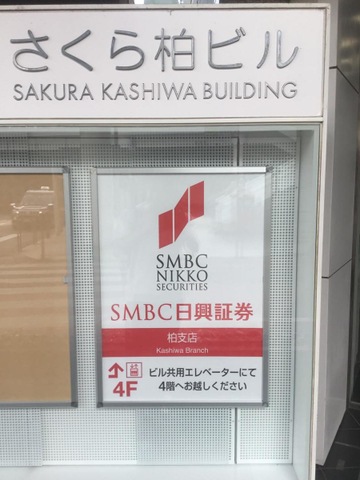 さくら柏ビル
SAKURA KASHIWA BUILDING
SMBC
NIKKO
SECURITIES
SMBC日興証券
柏支店
Kashiwa Branch
4F
ビル共用エレベーターにて
4階へお越しください